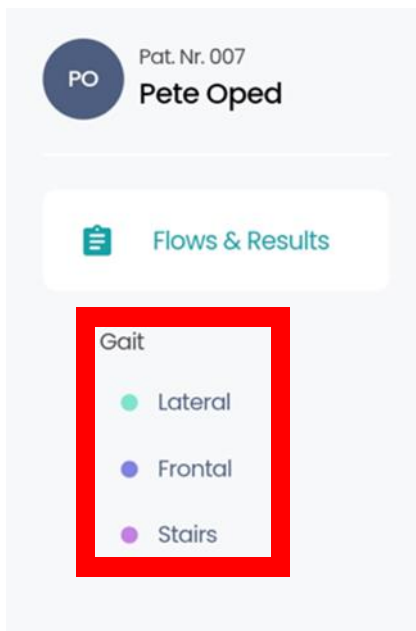 PO
Pat. Nr. 007
Pete Oped
Flows & Results
Gait
Lateral
Frontal
Stairs